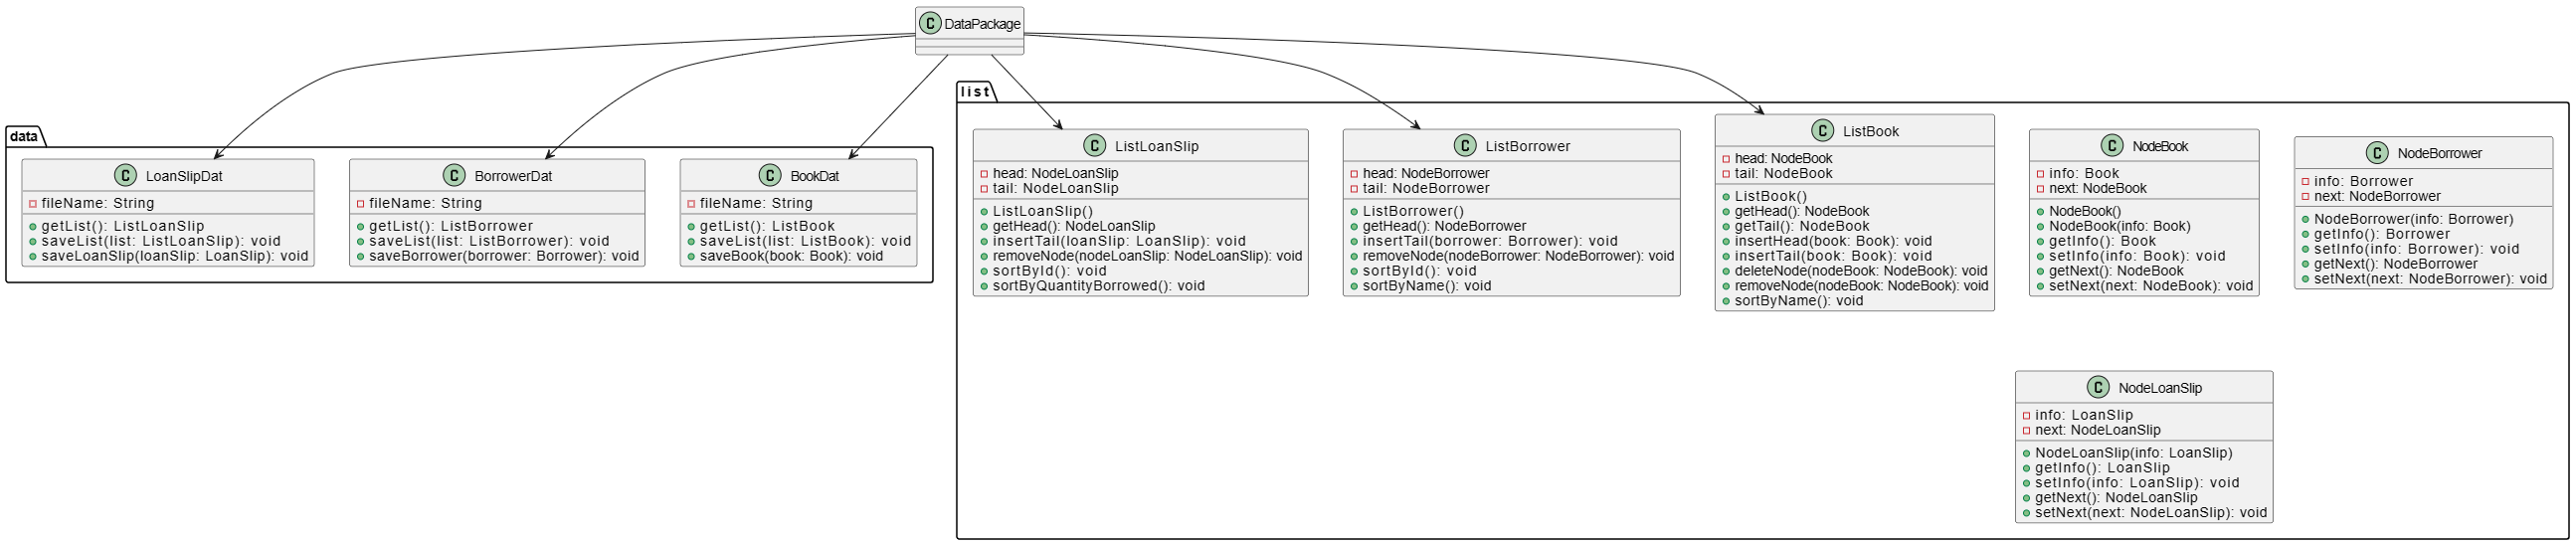 C DataPackage
data
C LoanSlipDat
fileName: String
getList(): ListLoanSlip
saveList(list: ListLoanSlip): void
saveLoanSlip(loanSlip: LoanSlip): void
C BorrowerDat
fileName: String
getList(): ListBorrower
saveList(list: ListBorrower): void
saveBorrower(borrower: Borrower): void
C BookDat
fileName: String
getList(): ListBook
saveList(list: ListBook): void
saveBook(book: Book): void
list
C ListLoanSlip
head: NodeLoanSlip
tail: NodeLoanSlip
ListLoanSlip()
getHead(): NodeLoanSlip
insertTail(loanSlip: LoanSlip): void
removeNode(nodeLoanSlip: NodeLoanSlip): void
sortById(): void
sortByQuantityBorrowed(): void
C ListBorrower
head: NodeBorrower
tail: NodeBorrower
ListBorrower()
getHead(): NodeBorrower
insertTail(borrower: Borrower): void
removeNode(nodeBorrower: NodeBorrower): void
sortById(): void
sortByName(): void
C ListBook
head: NodeBook
tail: NodeBook
ListBook()
getHead(): NodeBook
getTail(): NodeBook
insertHead(book: Book): void
insertTail(book: Book): void
deleteNode(nodeBook: NodeBook): void
removeNode(nodeBook: NodeBook): void
sortByName(): void
C NodeBook
info: Book
next: NodeBook
NodeBook()
NodeBook(info: Book)
getInfo(): Book
setInfo(info: Book): void
getNext(): NodeBook
setNext(next: NodeBook): void
C NodeBorrower
info: Borrower
next: NodeBorrower
NodeBorrower(info: Borrower)
getInfo(): Borrower
setInfo(info: Borrower): void
getNext(): NodeBorrower
setNext(next: NodeBorrower): void
C NodeLoanSlip
info: LoanSlip
next: NodeLoanSlip
NodeLoanSlip(info: LoanSlip)
getInfo(): LoanSlip
setInfo(info: LoanSlip): void
getNext(): NodeLoanSlip
setNext(next: NodeLoanSlip): void